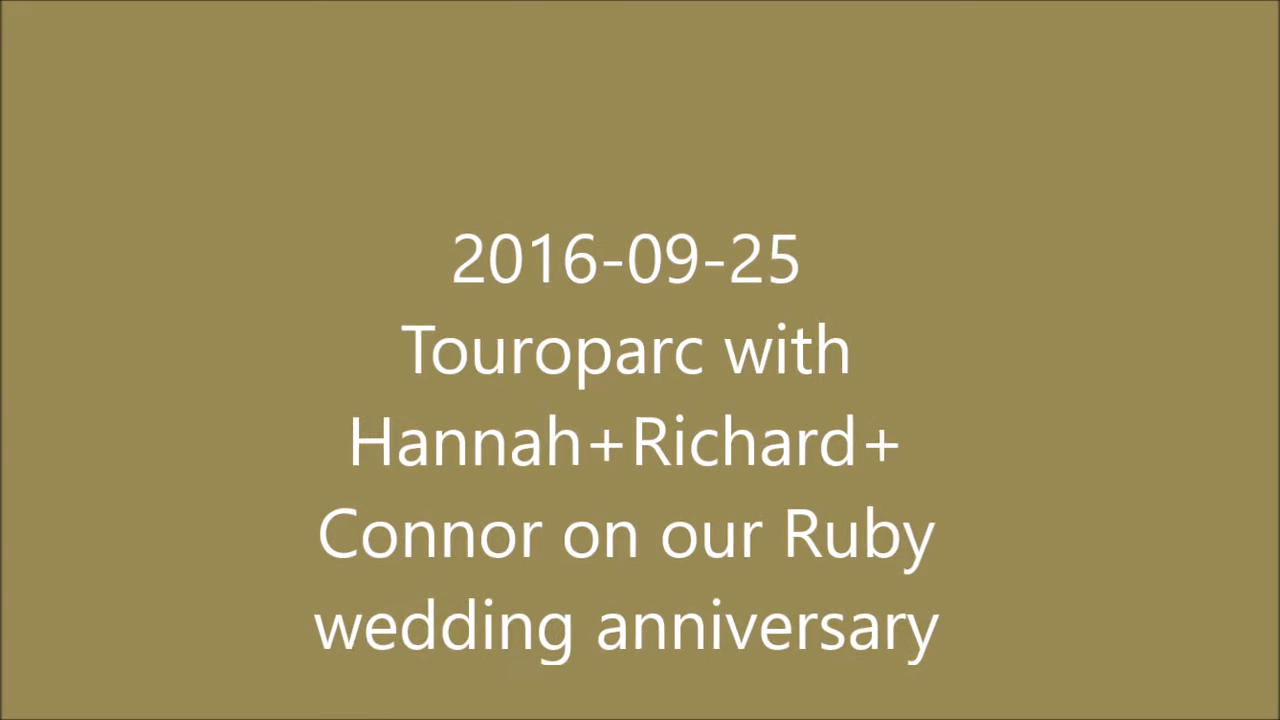 2016-09-25
Touroparc with
Hannah+Richard+
Connor on our Ruby
wedding anniversary